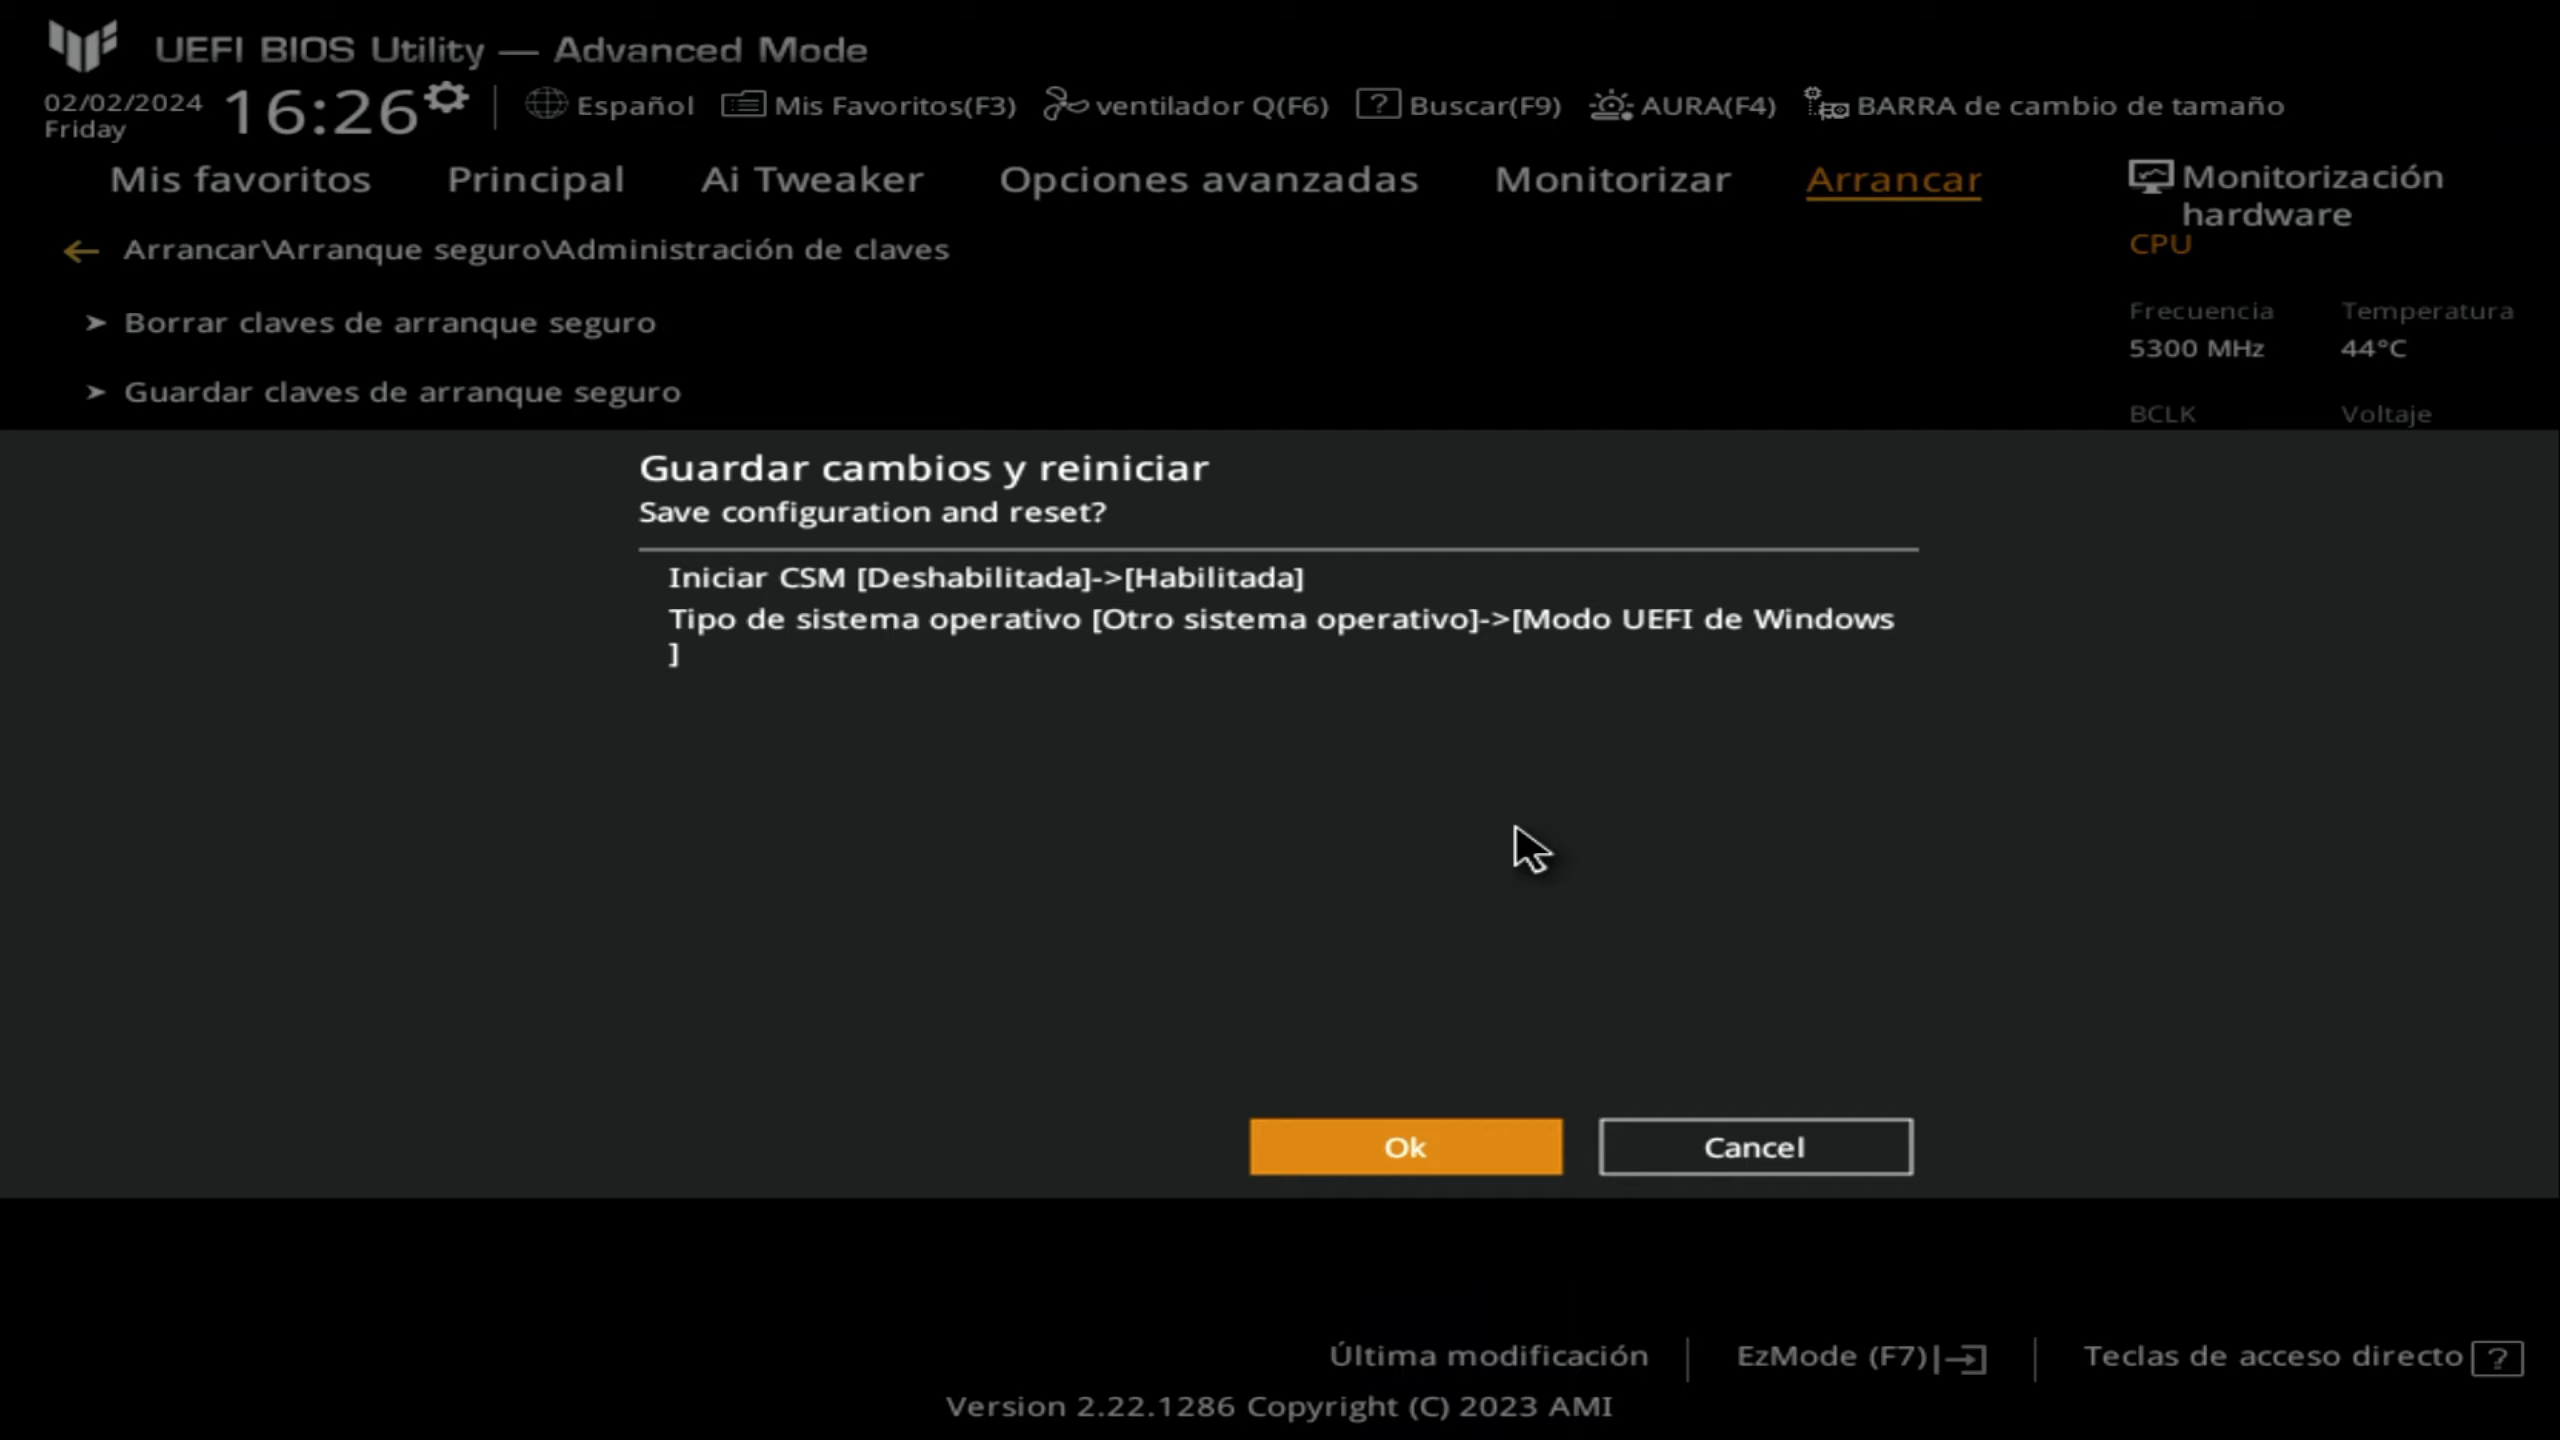 UEFI BIOS Utility — Advanced Mode
02/02/2024
Friday
16:26
Español
Mis Favoritos(F3)
ventilador Q(F6)
? Buscar(F9)
AURA(F4)
BARRA de cambio de tamaño
Mis favoritos
Principal
Ai Tweaker
Opciones avanzadas
Monitorizar
Arrancar
Monitorización
hardware
Arrancar\Arranque seguro\Administración de claves
CPU
Borrar claves de arranque seguro
Frecuencia
Temperatura
5300 MHz
44°C
Guardar claves de arranque seguro
BCLK
Voltaje
Guardar cambios y reiniciar
Save configuration and reset?
Iniciar CSM [Deshabilitada]->[Habilitada]
Tipo de sistema operativo [Otro sistema operativo]->[Modo UEFI de Windows
]
Ok
Cancel
Última modificación
EzMode (F7)
Teclas de acceso directo ?
Version 2.22.1286 Copyright (C) 2023 AMI